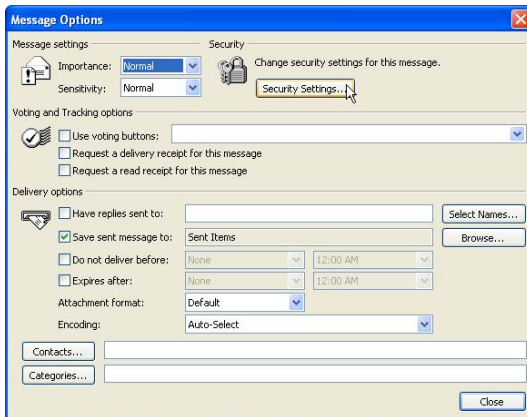 Message Options
Message settings
Security
Importance: Normal
Change security settings for this message.
Sensitivity: Normal
Security Settings...
Voting and Tracking options
Use voting buttons:
Request a delivery receipt for this message
Request a read receipt for this message
Delivery options
Have replies sent to:
Select Names...
Save sent message to: Sent Items
Browse...
Do not deliver before: None 12:00 AM
Expires after: None 12:00 AM
Attachment format: Default
Encoding: Auto-Select
Contacts...
Categories...
Close